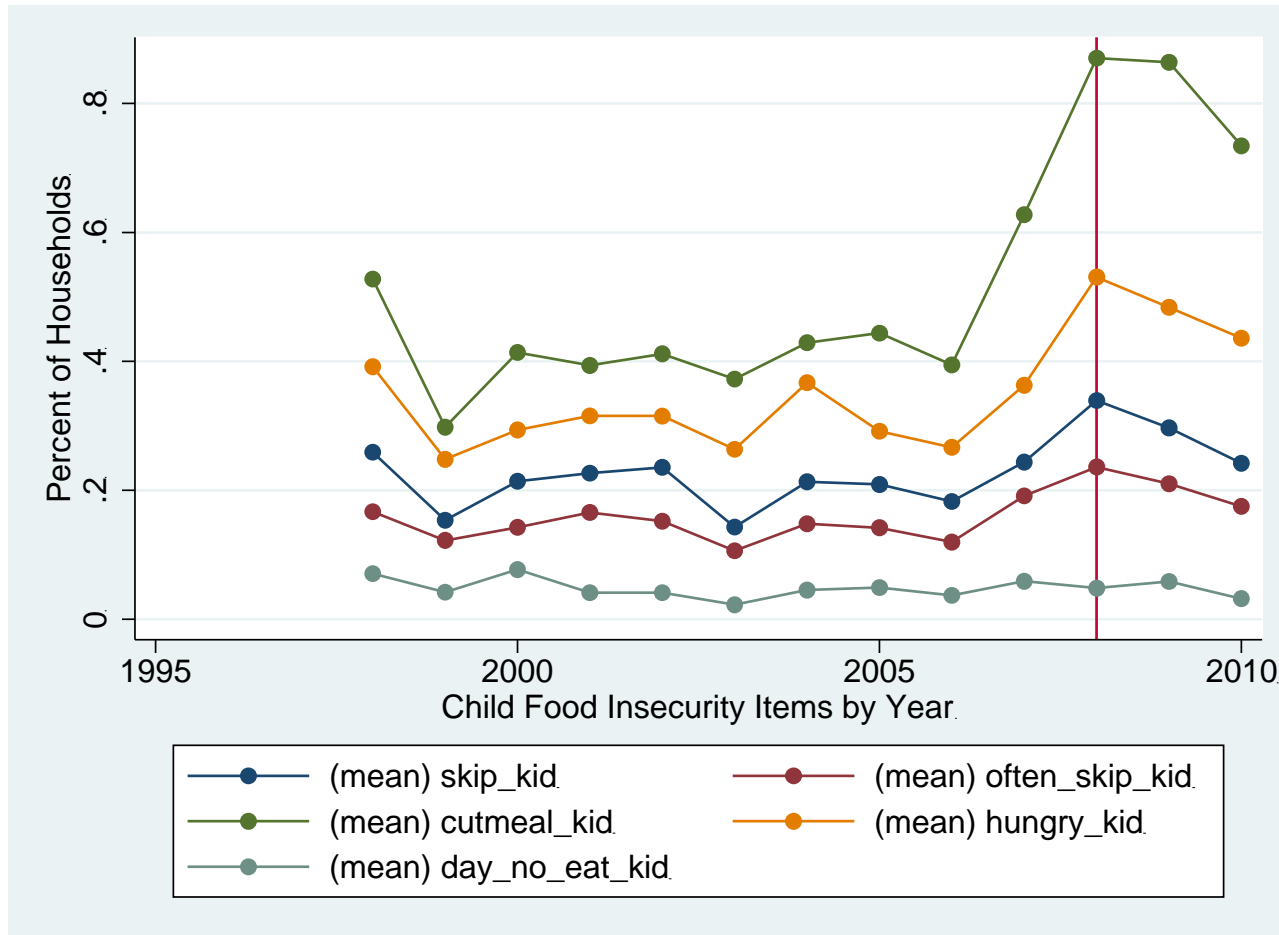 Percent of Households
.8
.6
.4
.2
0
1995 2000 2005 2010
Child Food Insecurity Items by Year
(mean) skip_kid (mean) often_skip_kid
(mean) cutmeal_kid (mean) hungry_kid
(mean) day_no_eat_kid